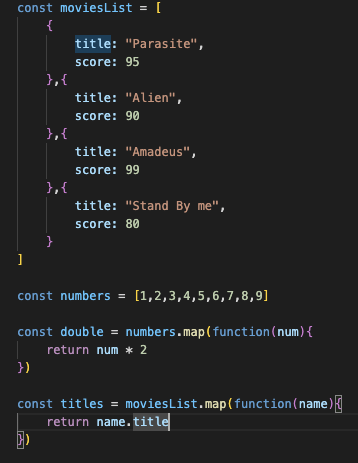 const moviesList = [
    {
        title: "Parasite",
        score: 95
    },{
        title: "Alien",
        score: 90
    },{
        title: "Amadeus",
        score: 99
    },{
        title: "Stand By me",
        score: 80
    }
]

const numbers = [1,2,3,4,5,6,7,8,9]

const double = numbers.map(function(num){
    return num * 2
})

const titles = moviesList.map(function(name){
    return name.title
})